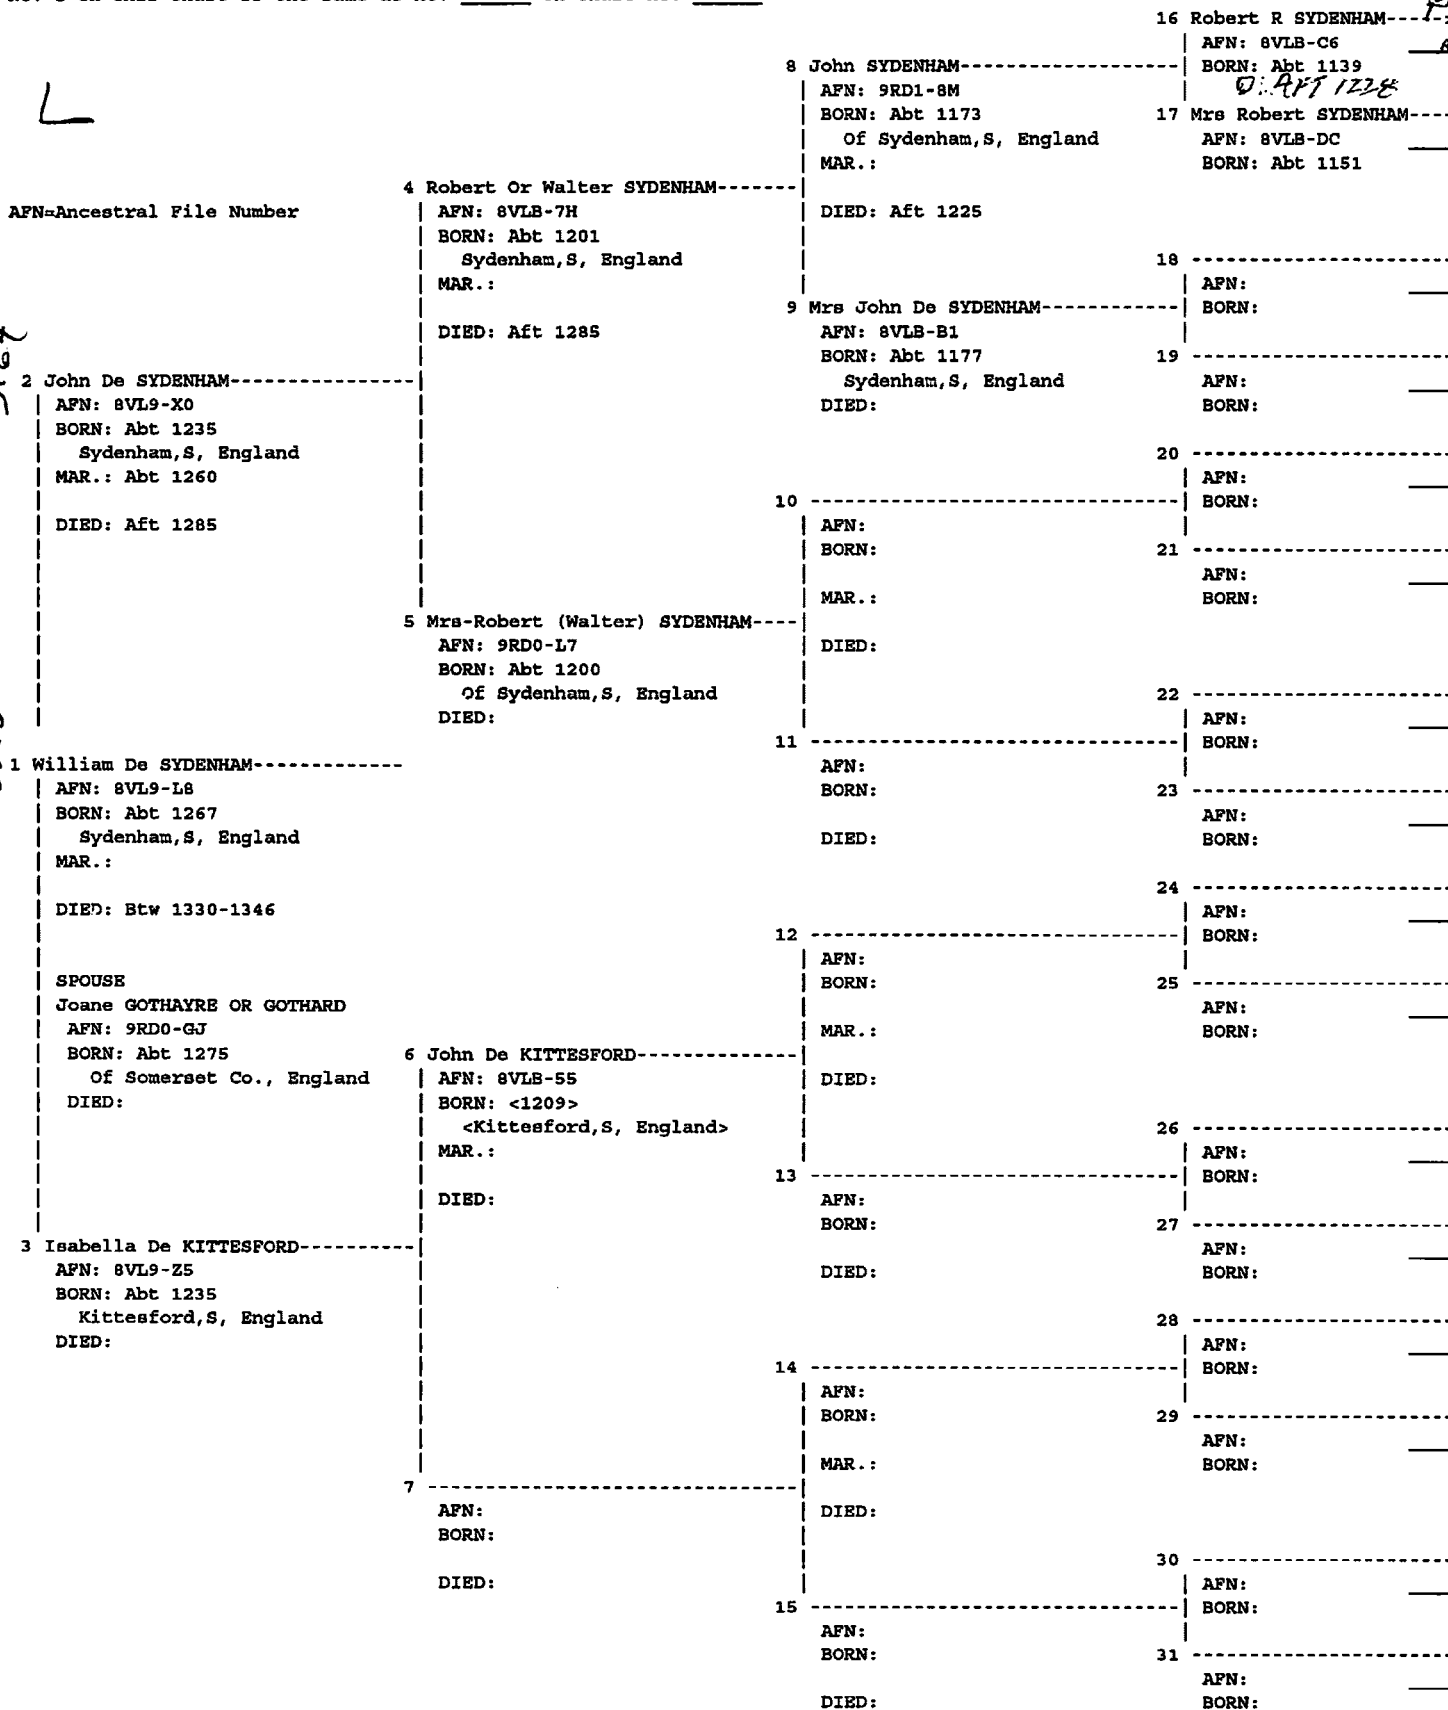 16 Robert R SYDENHAM----
AFN: 8VLB-C6
BORN: Abt 1139
D: AFT 1228
8 John SYDENHAM------------------
AFN: 9RD1-8M
BORN: Abt 1173
Of Sydenham,S, England
MAR.:
DIED: Aft 1225
17 Mrs Robert SYDENHAM----
AFN: 8VLB-DC
BORN: Abt 1151
L
AFN=Ancestral File Number
4 Robert Or Walter SYDENHAM-------
AFN: 8VLB-7H
BORN: Abt 1201
Sydenham,S, England
MAR.:
DIED: Aft 1285
18 ----------------------
AFN:
BORN:
9 Mrs John De SYDENHAM-----------
AFN: 8VLB-B1
BORN: Abt 1177
Sydenham,S, England
DIED:
19 ----------------------
AFN:
BORN:
2 John De SYDENHAM---------------
AFN: 8VL9-X0
BORN: Abt 1235
Sydenham,S, England
MAR.: Abt 1260
DIED: Aft 1285
20 ----------------------
AFN:
BORN:
10 ------------------------------
AFN:
BORN:
MAR.:
DIED:
21 ----------------------
AFN:
BORN:
5 Mrs-Robert (Walter) SYDENHAM----
AFN: 9RD0-L7
BORN: Abt 1200
Of Sydenham,S, England
DIED:
22 ----------------------
AFN:
BORN:
11 ------------------------------
AFN:
BORN:
DIED:
23 ----------------------
AFN:
BORN:
1 William De SYDENHAM-------------
AFN: 8VL9-L8
BORN: Abt 1267
Sydenham,S, England
MAR.:
DIED: Btw 1330-1346
SPOUSE
Joane GOTHAYRE OR GOTHARD
AFN: 9RD0-GJ
BORN: Abt 1275
Of Somerset Co., England
DIED:
24 ----------------------
AFN:
BORN:
12 ------------------------------
AFN:
BORN:
MAR.:
DIED:
25 ----------------------
AFN:
BORN:
6 John De KITTESFORD-------------
AFN: 8VLB-55
BORN: <1209>
<Kittesford,S, England>
MAR.:
DIED:
26 ----------------------
AFN:
BORN:
13 ------------------------------
AFN:
BORN:
DIED:
27 ----------------------
AFN:
BORN:
3 Isabella De KITTESFORD----------
AFN: 8VL9-Z5
BORN: Abt 1235
Kittesford,S, England
DIED:
28 ----------------------
AFN:
BORN:
14 ------------------------------
AFN:
BORN:
MAR.:
DIED:
29 ----------------------
AFN:
BORN:
7 -------------------------------
AFN:
BORN:
DIED:
30 ----------------------
AFN:
BORN:
15 ------------------------------
AFN:
BORN:
DIED:
31 ----------------------
AFN:
BORN: